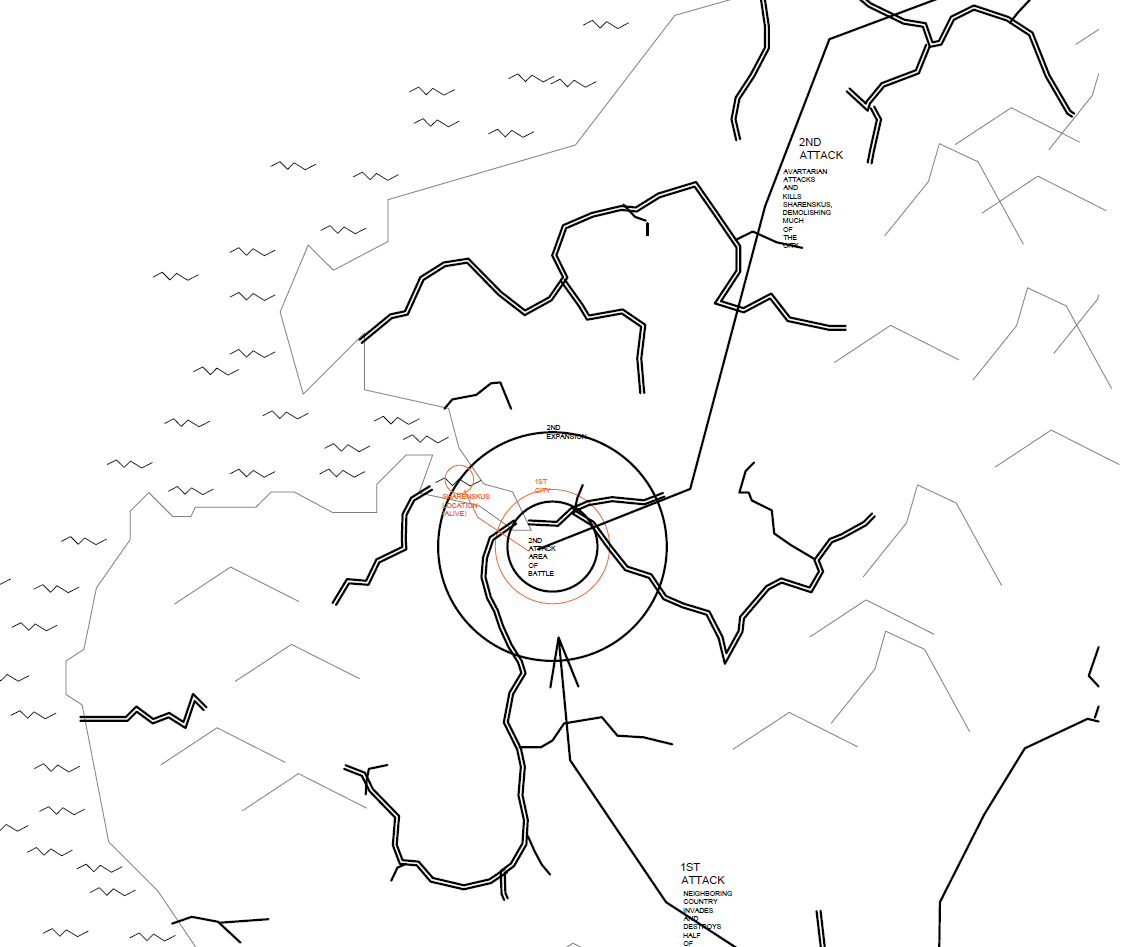 2ND
ATTACK
AVARTARIAN
ATTACKS
AND
KILLS
SHARENSKUS,
DEMOLISHING
MUCH
OF
THE
CITY.
2ND
EXPANSION
1ST
CITY
SHARENSKUS
LOCATION
(ALIVE)
2ND
ATTACK
AREA
OF
BATTLE
1ST
ATTACK
NEIGHBORING
COUNTRY
INVADES
AND
DESTROYS
HALF
OF